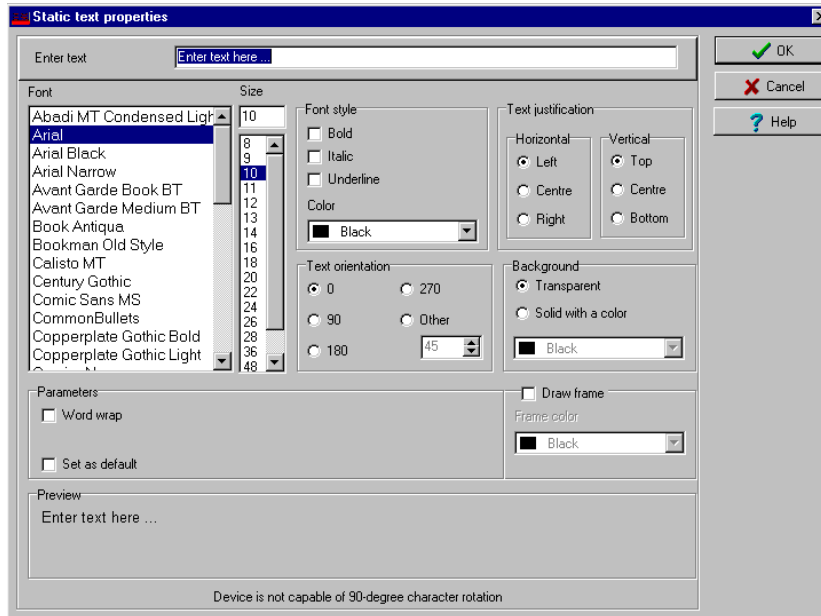 Static text properties
Enter text
Enter text here ...
OK
Cancel
Help
Font
Abadi MT Condensed Ligh
Arial
Arial Black
Arial Narrow
Avant Garde Book BT
Avant Garde Medium BT
Book Antiqua
Bookman Old Style
Calisto MT
Century Gothic
Comic Sans MS
CommonBullets
Copperplate Gothic Bold
Copperplate Gothic Light
Size
10
8
9
10
11
12
13
14
16
18
20
22
24
26
28
36
48
Font style
Bold
Italic
Underline
Color
Black
Text justification
Horizontal
Left
Centre
Right
Vertical
Top
Centre
Bottom
Text orientation
0
270
90
Other
180
45
Background
Transparent
Solid with a color
Black
Parameters
Word wrap
Set as default
Draw frame
Frame color
Black
Preview
Enter text here ...
Device is not capable of 90-degree character rotation